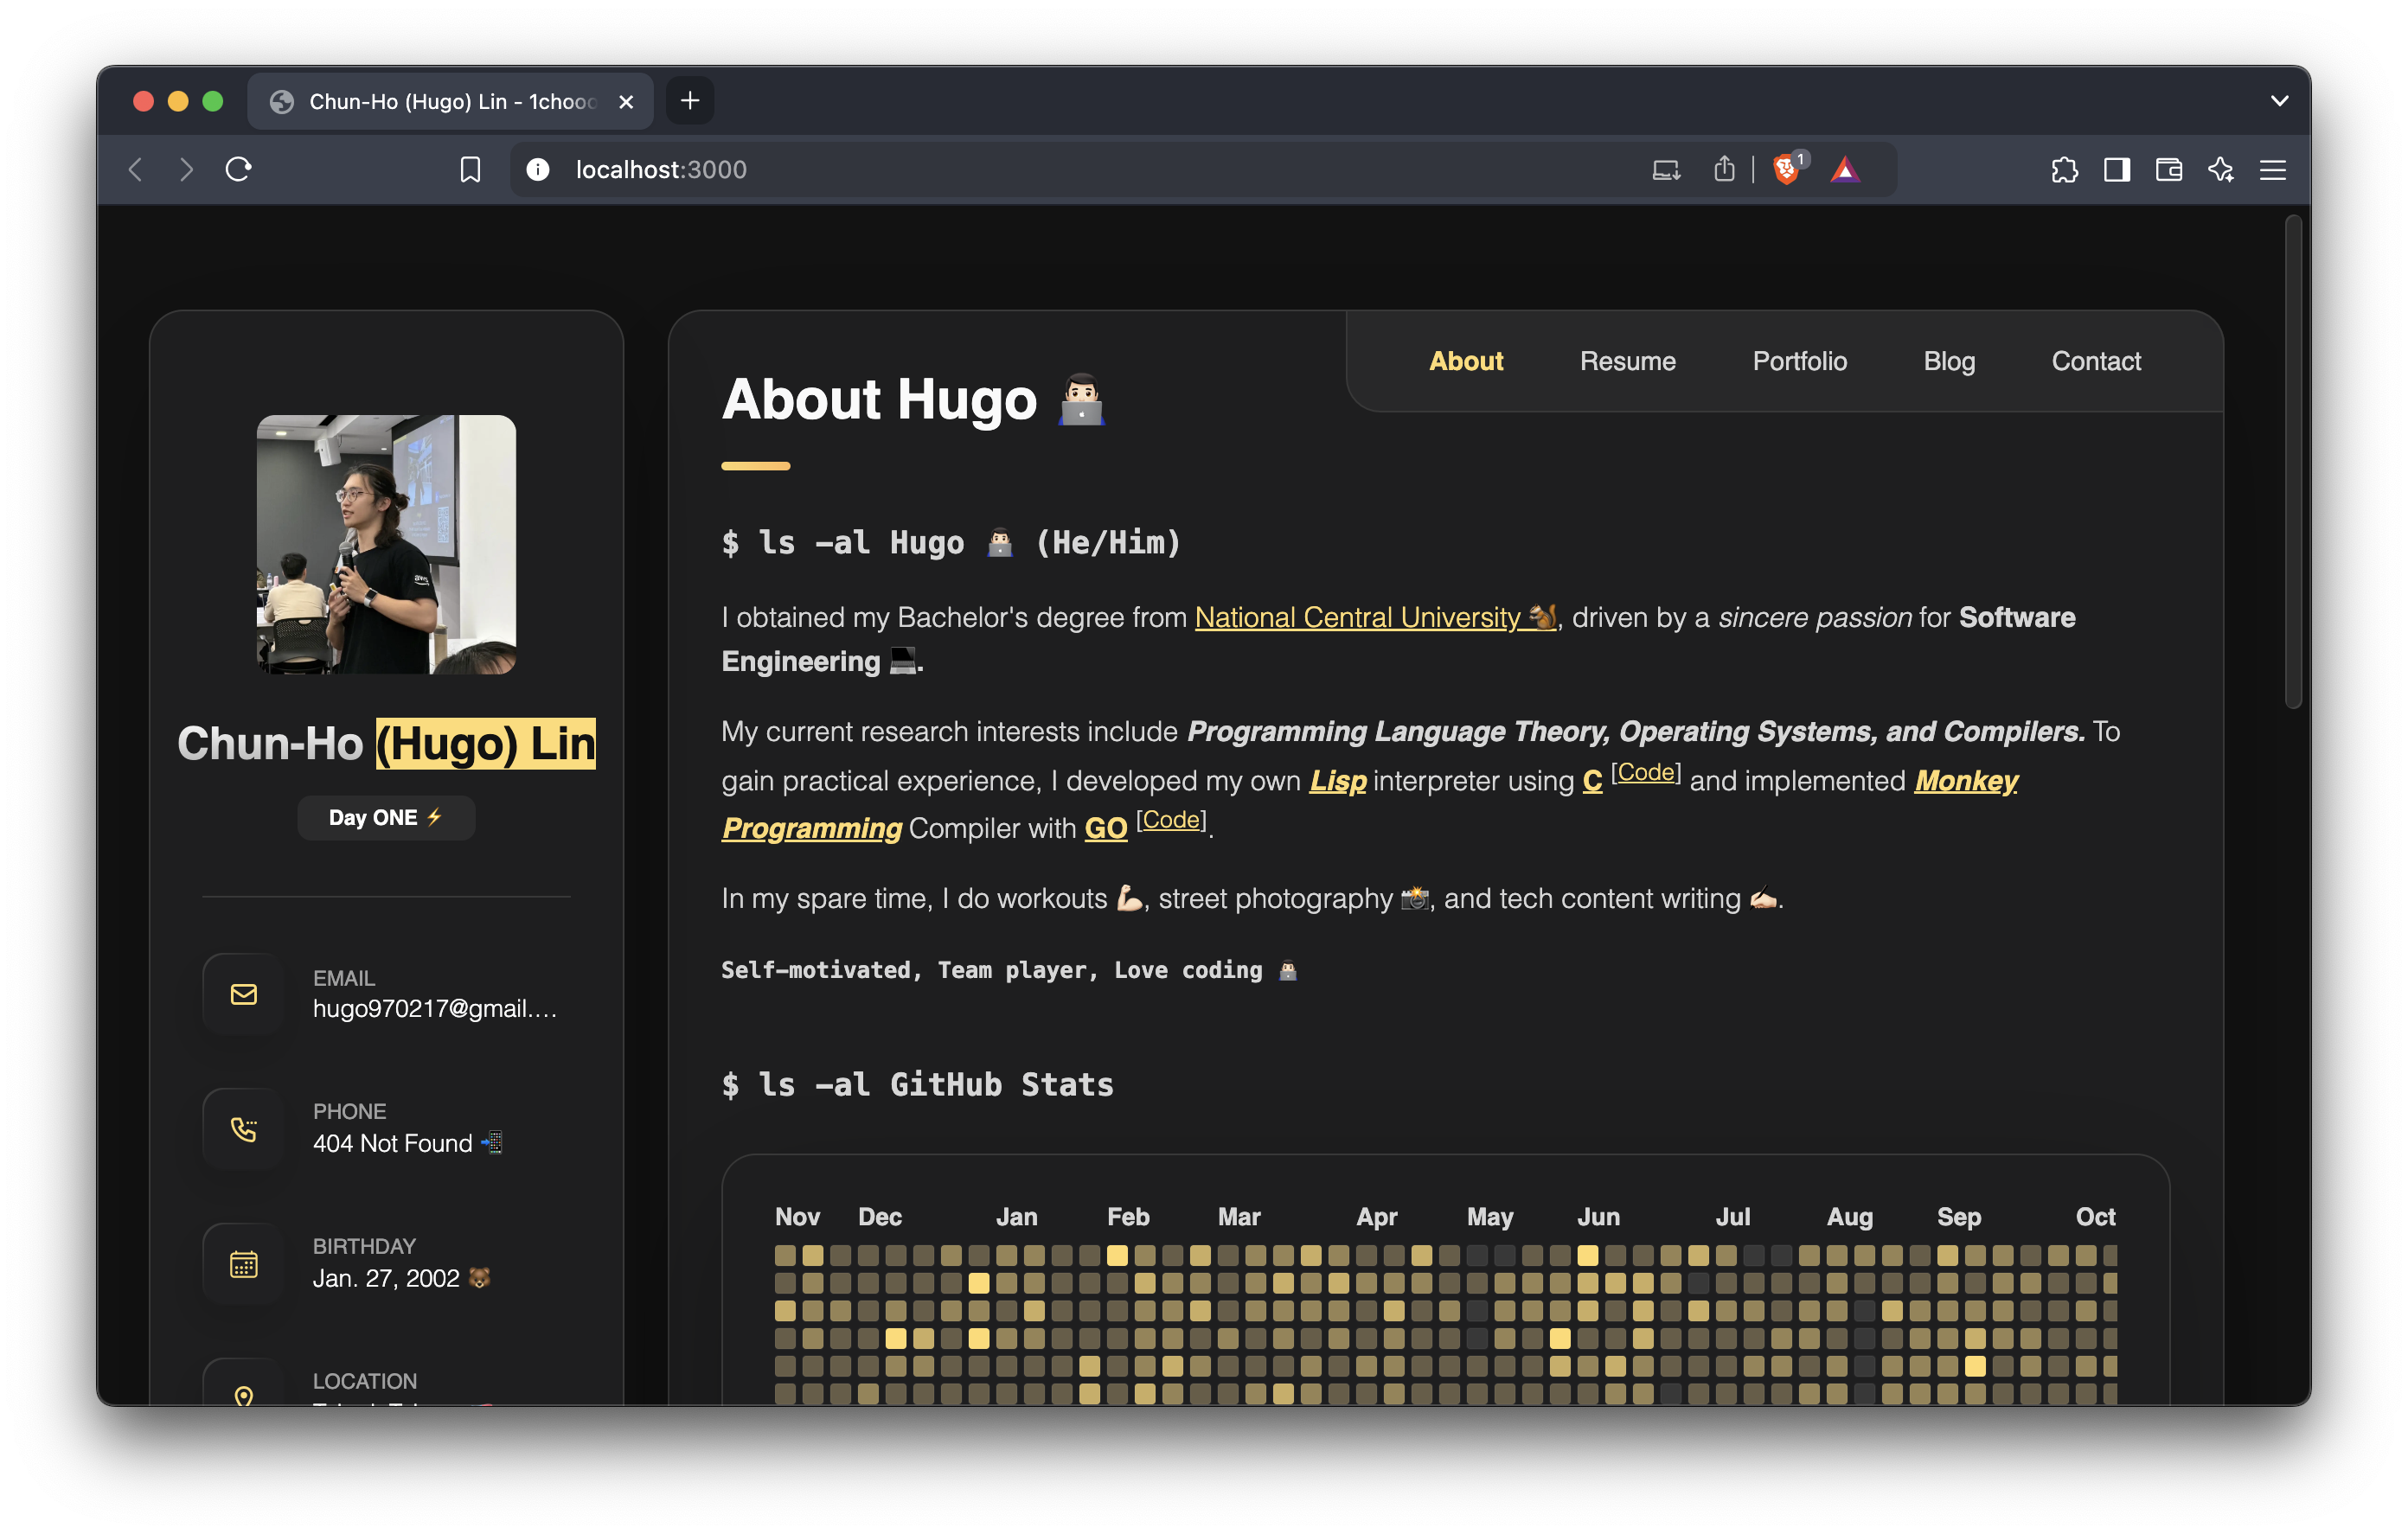 Chun-Ho (Hugo) Lin - 1chooo
localhost:3000
1
About
Resume
Portfolio
Blog
Contact
aws
Chun-Ho (Hugo) Lin
Day ONE ⚡
EMAIL
hugo970217@gmail....
PHONE
404 Not Found 📲
BIRTHDAY
Jan. 27, 2002 🐻
LOCATION
About Hugo 👨🏻‍💻
$ ls -al Hugo 👨🏻‍💻 (He/Him)
I obtained my Bachelor's degree from National Central University 🐿️, driven by a sincere passion for Software
Engineering 💻.
My current research interests include Programming Language Theory, Operating Systems, and Compilers. To
gain practical experience, I developed my own Lisp interpreter using C [Code] and implemented Monkey
Programming Compiler with GO [Code].
In my spare time, I do workouts 💪🏻, street photography 📸, and tech content writing ✍🏻.
Self-motivated, Team player, Love coding 👨🏻‍💻
$ ls -al GitHub Stats
Nov Dec Jan Feb Mar Apr May Jun Jul Aug Sep Oct